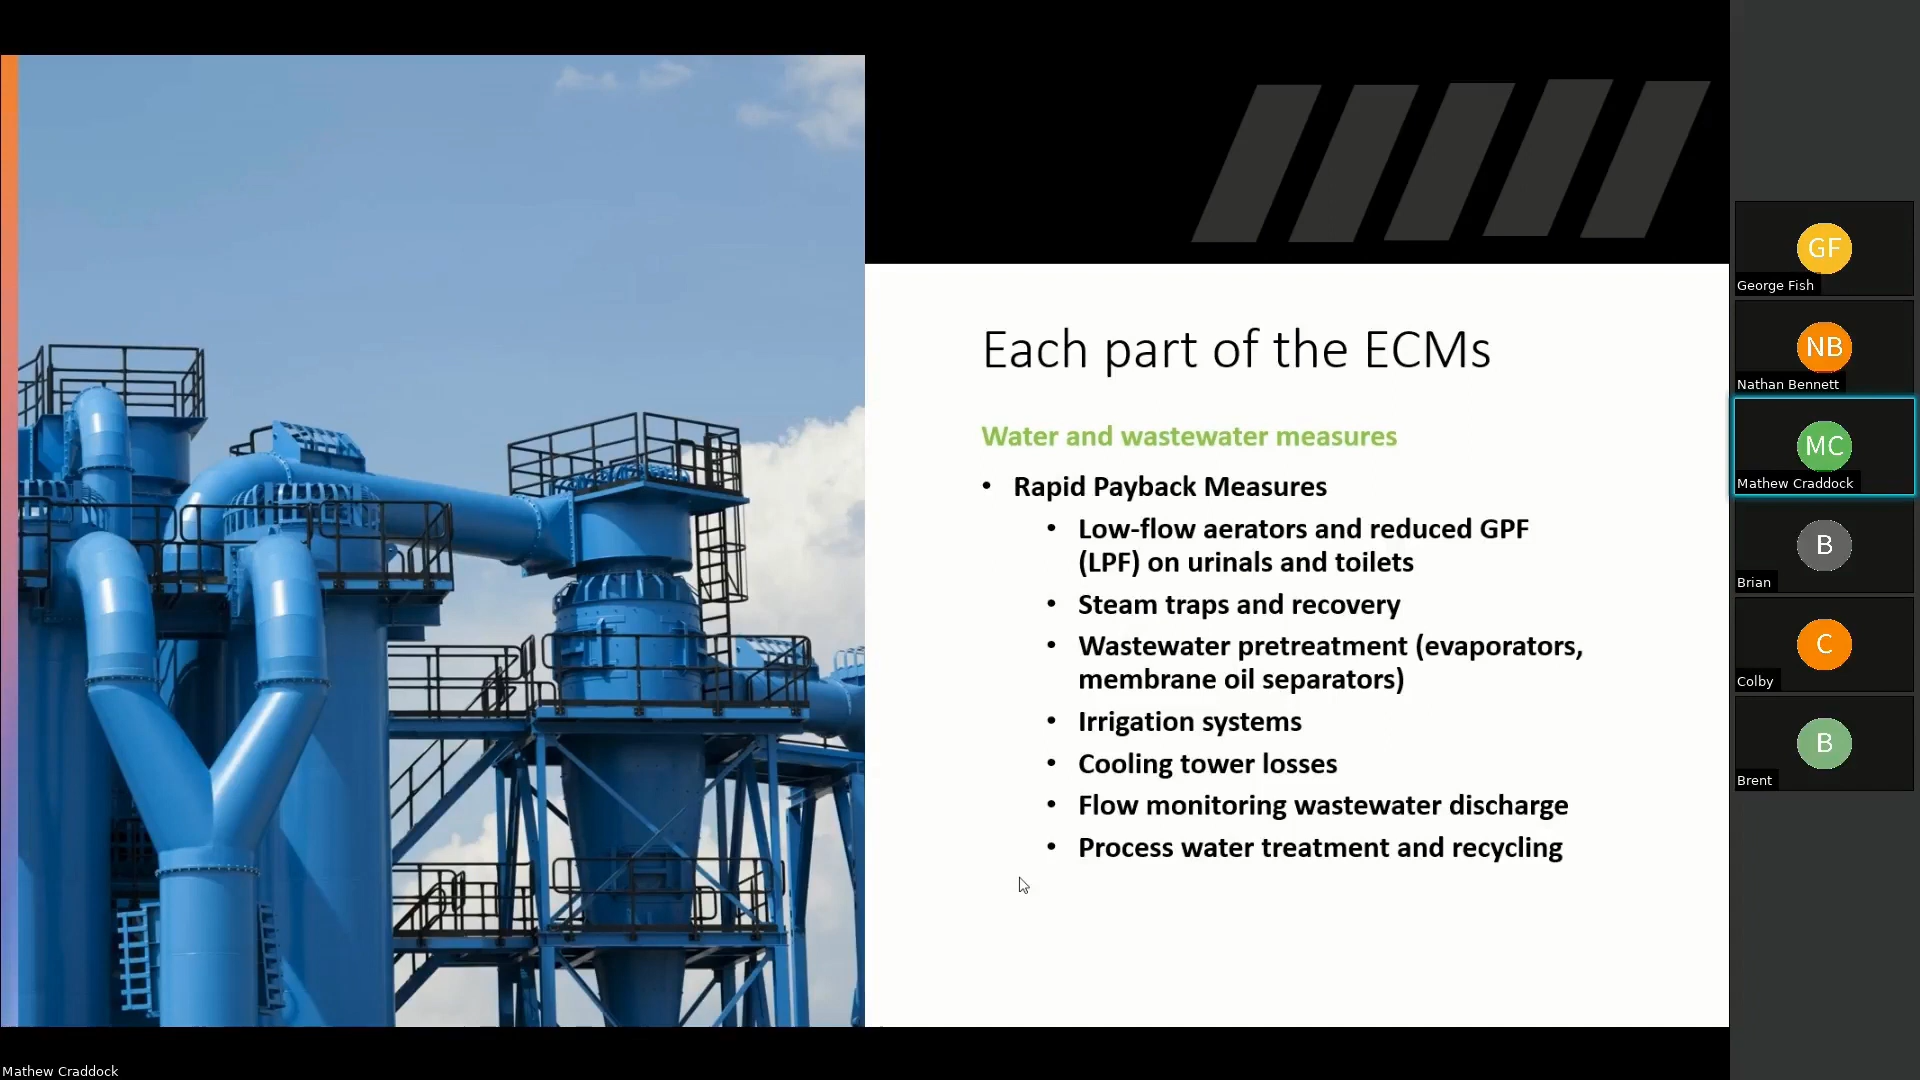 Each part of the ECMs
Water and wastewater measures
• Rapid Payback Measures
• Low-flow aerators and reduced GPF
(LPF) on urinals and toilets
• Steam traps and recovery
• Wastewater pretreatment (evaporators,
membrane oil separators)
• Irrigation systems
• Cooling tower losses
• Flow monitoring wastewater discharge
• Process water treatment and recycling
GF
George Fish
NB
Nathan Bennett
MC
Mathew Craddock
B
Brian
C
Colby
B
Brent
Mathew Craddock